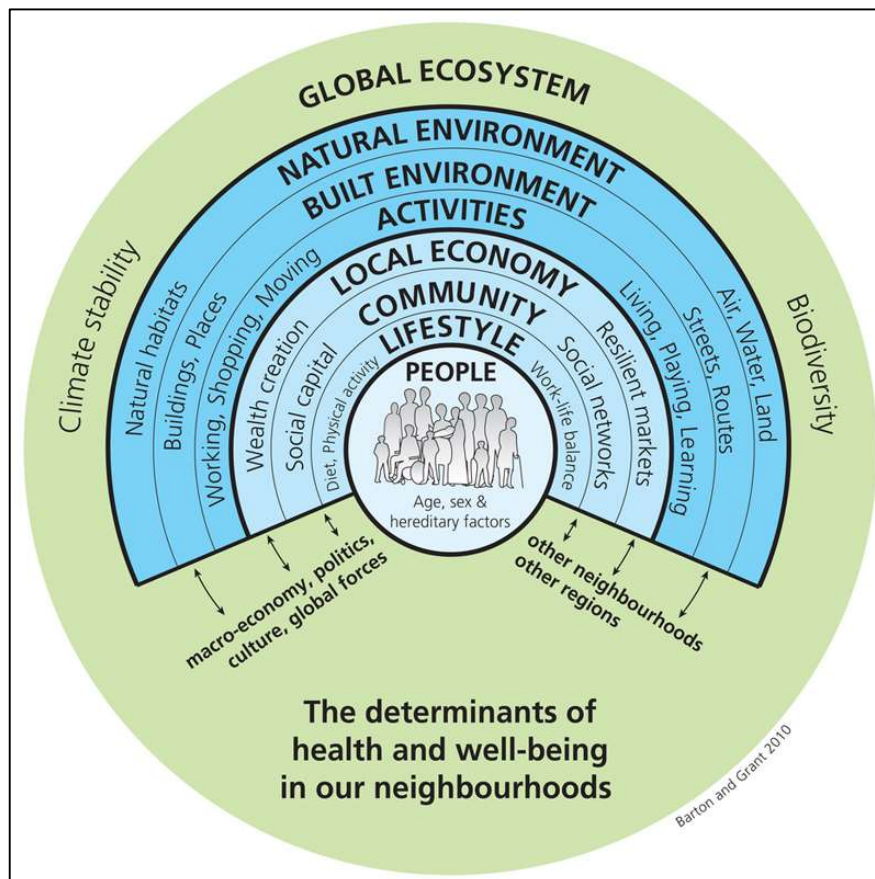 GLOBAL ECOSYSTEM
NATURAL ENVIRONMENT
BUILT ENVIRONMENT
ACTIVITIES
LOCAL ECONOMY
COMMUNITY
LIFESTYLE
PEOPLE
Age, sex &
hereditary factors
Climate stability
Natural habitats
Buildings, Places
Working, Shopping, Moving
Wealth creation
Social capital
Diet, Physical activity
Work-life balance
Social networks
Resilient markets
Living, Playing, Learning
Streets, Routes
Air, Water, Land
Biodiversity
macro-economy, politics,
culture, global forces
other neighbourhoods
other regions
The determinants of
health and well-being
in our neighbourhoods
Barton and Grant 2010